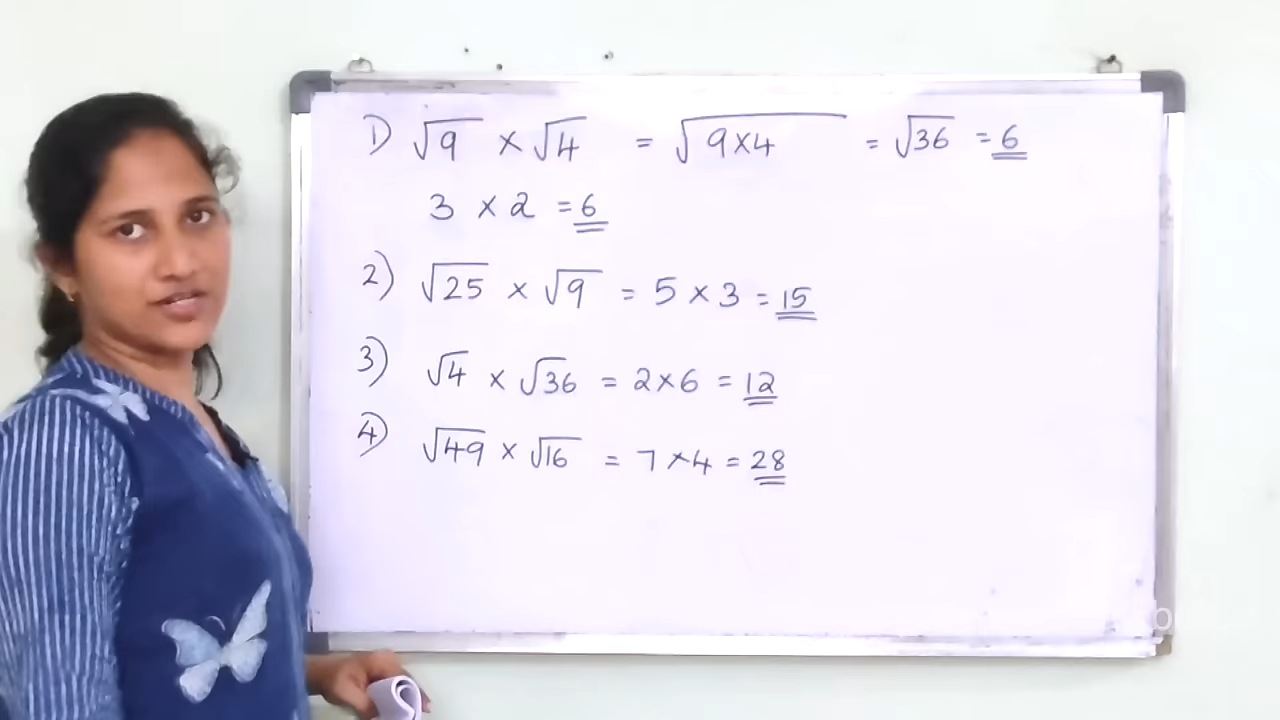 1) √9 × √4 = √9×4 = √36 = 6
3 × 2 = 6
2) √25 × √9 = 5 × 3 = 15
3) √4 × √36 = 2×6 = 12
4) √49 × √16 = 7 × 4 = 28